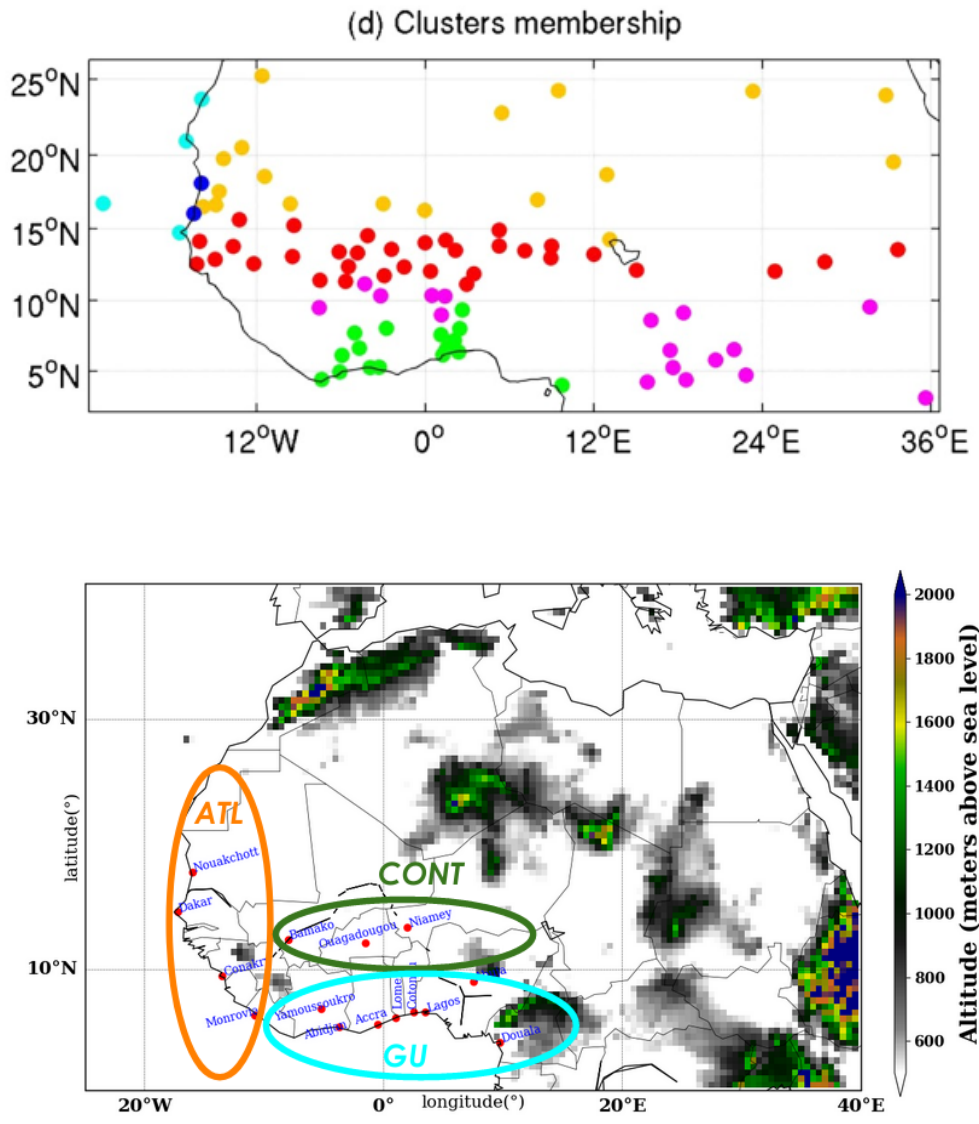 (d) Clusters membership
25°N
20°N
15°N
10°N
5°N
12°W 0° 12°E 24°E 36°E
2000
1800
1600
1400
1200
1000
800
600
Altitude (meters above sea level)
30°N
10°N
latitude(°)
ATL
Nouakchott
CONT
Dakar
Niamey
Bamako
Ouagadougou
Conakr
Monrovia
Yamoussoukro
Lome
Cotonou
Lagos
Abidjan
Accra
Douala
GU
20°W 0° 20°E 40°E
longitude(°)